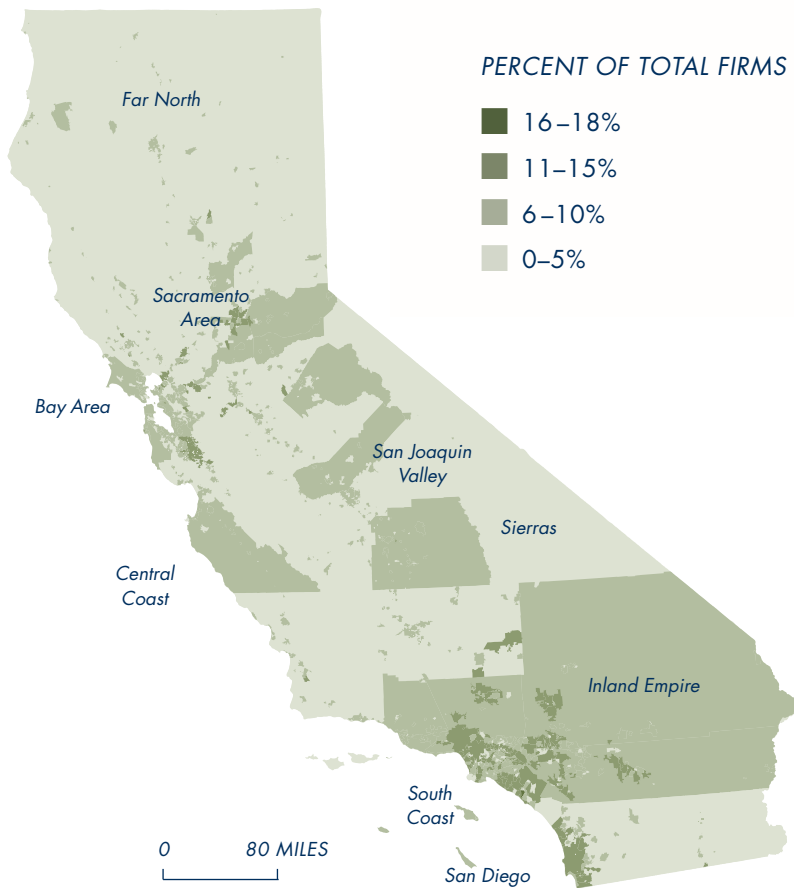 PERCENT OF TOTAL FIRMS
16–18%
11–15%
6–10%
0–5%
Far North
Sacramento
Area
Bay Area
San Joaquin
Valley
Sierras
Central
Coast
Inland Empire
South
Coast
0 80 MILES
San Diego